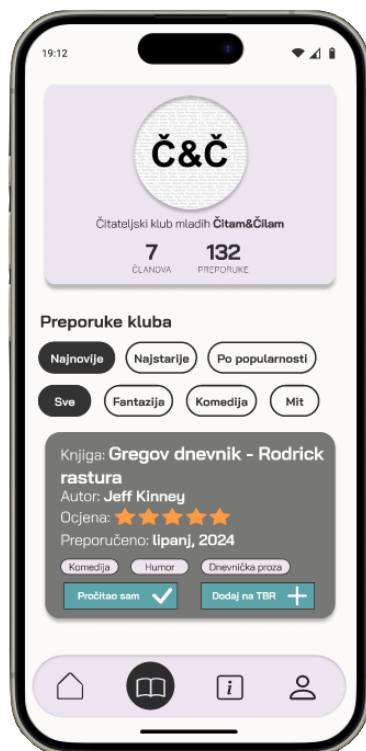 19:12
Č&Č
Čitateljski klub mladih Čitam&Čilam
7 132
ČLANOVA PREPORUKE
Preporuke kluba
Najnovije Najstarije Po popularnosti
Sve Fantazija Komedija Mit
Knjiga: Gregov dnevnik - Rodrick
rastura
Autor: Jeff Kinney
Ocjena:
Preporučeno: lipanj, 2024
Komedija Humor Dnevnička proza
Pročitao sam Dodaj na TBR
i